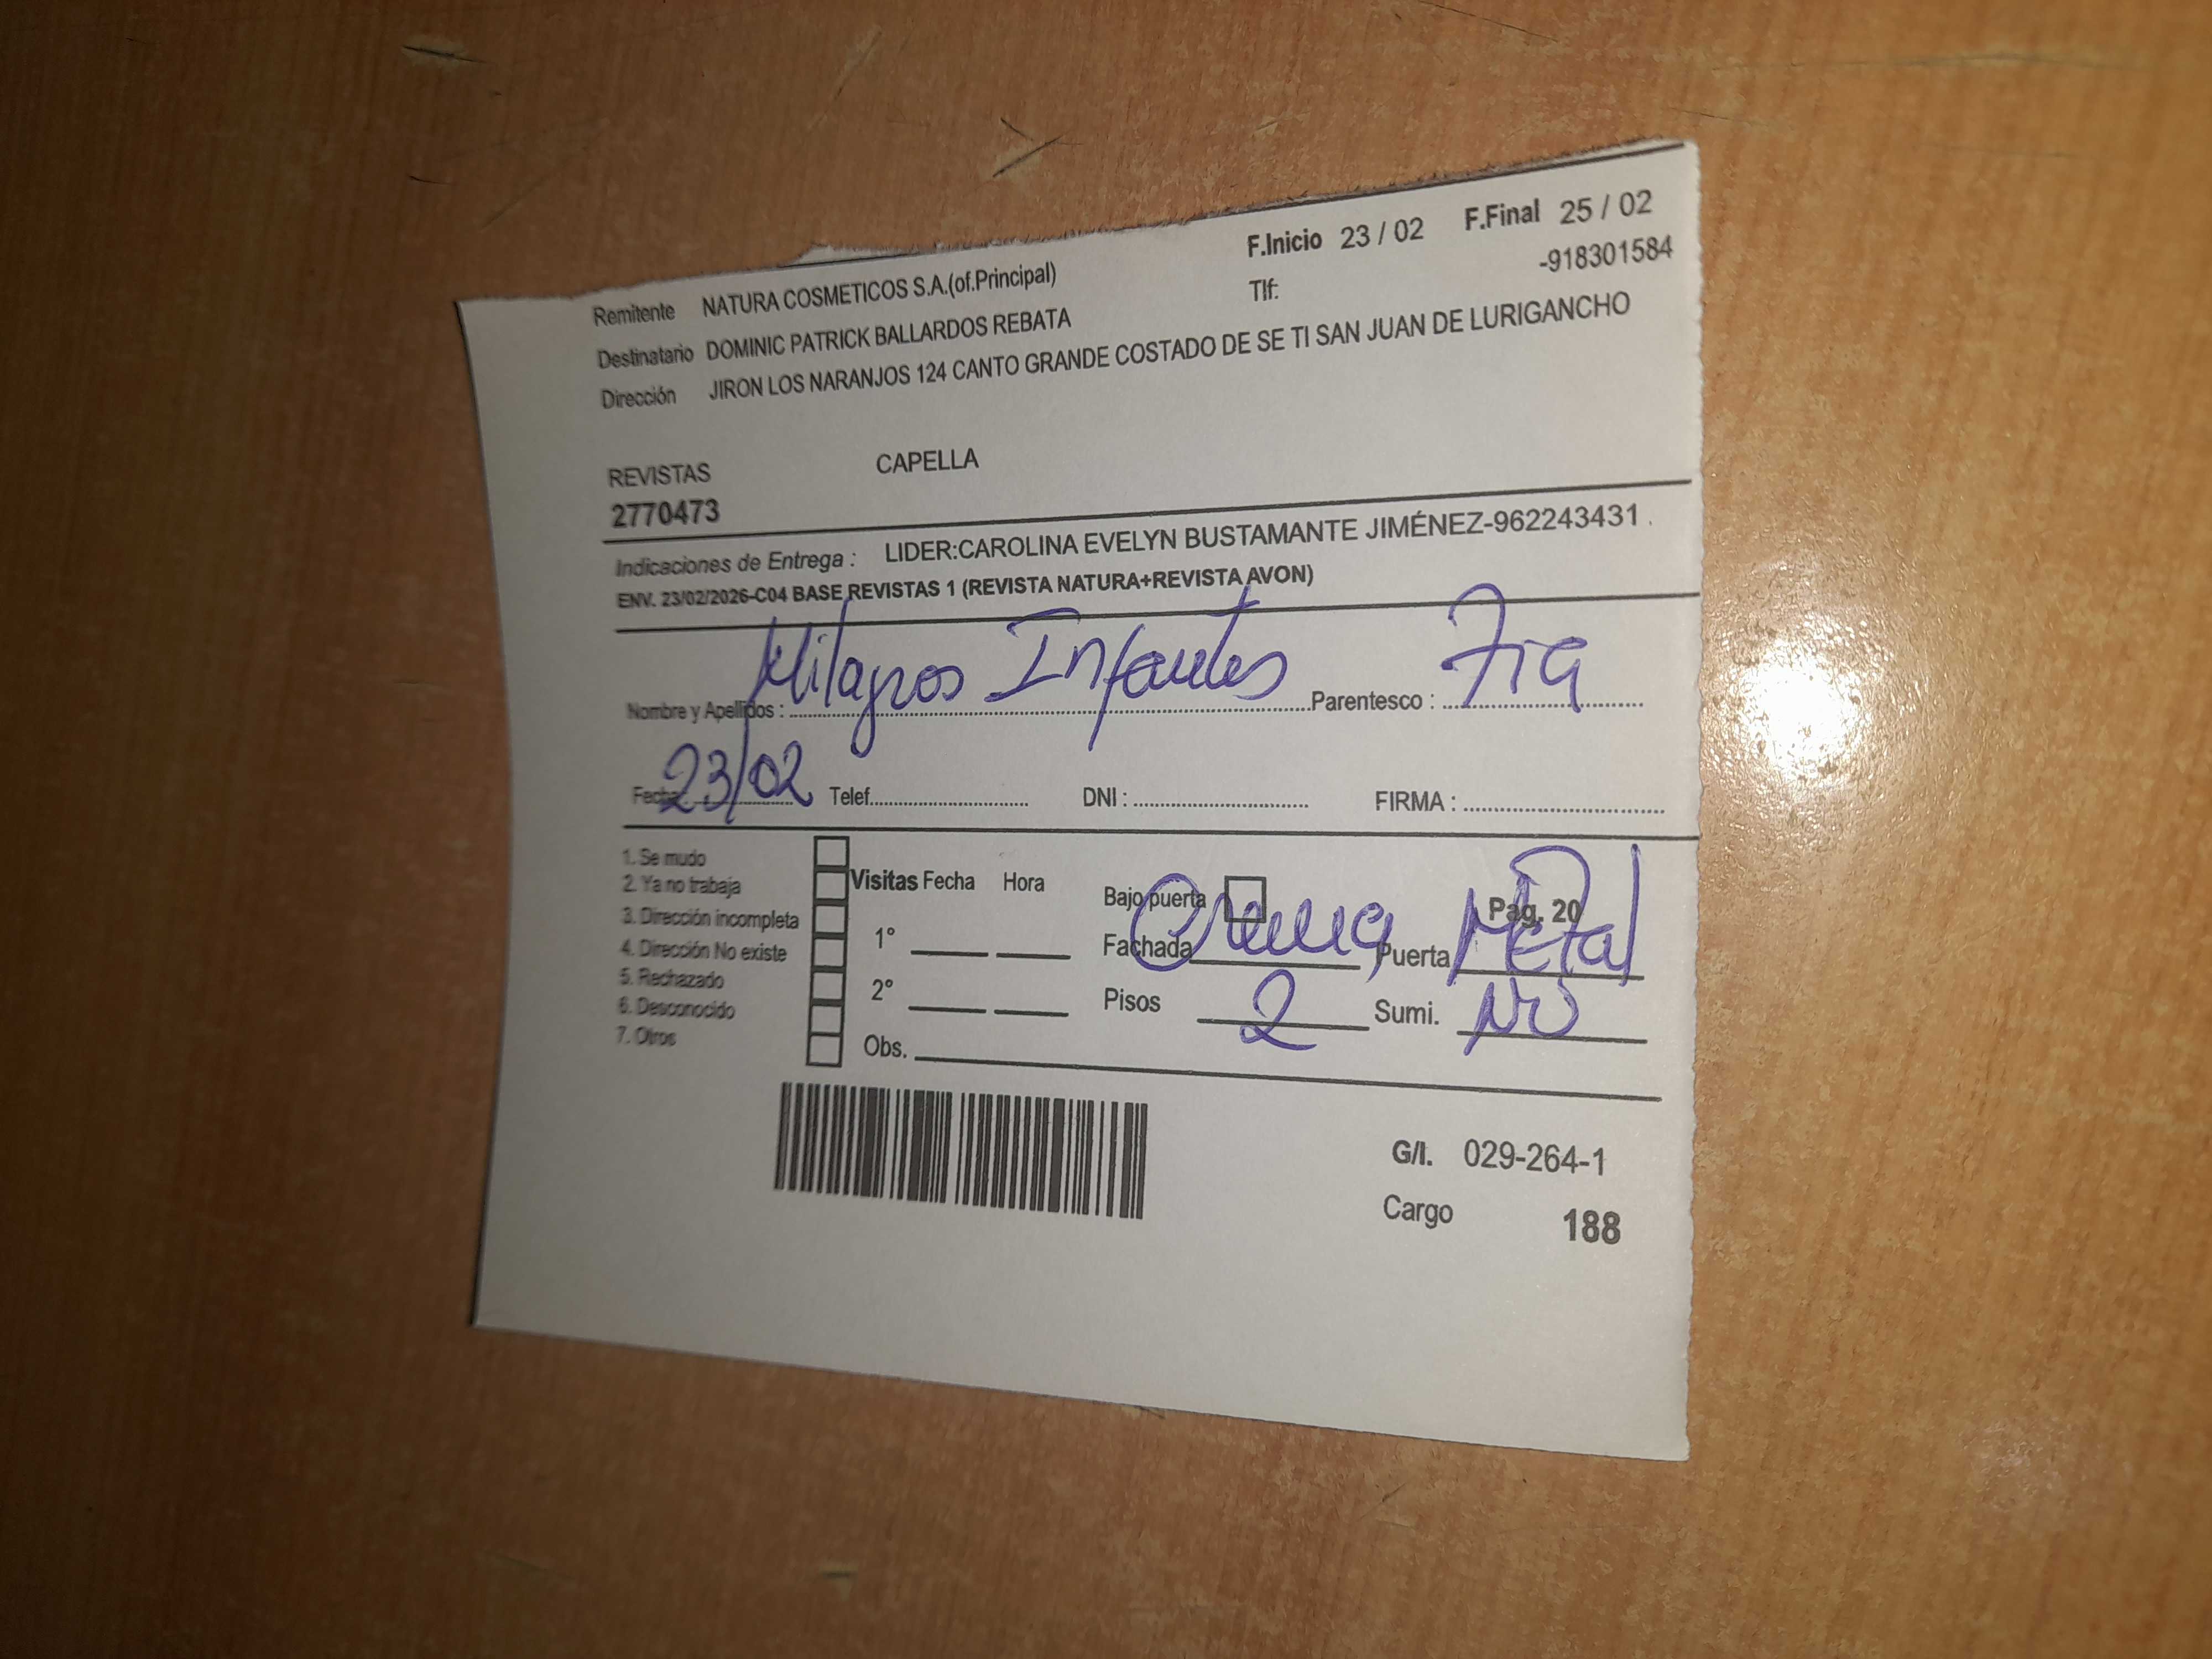 F.Inicio 23 / 02 F.Final 25 / 02
Remitente NATURA COSMETICOS S.A.(of.Principal) Tlf: -918301584
Destinatario DOMINIC PATRICK BALLARDOS REBATA
Dirección JIRON LOS NARANJOS 124 CANTO GRANDE COSTADO DE SE TI SAN JUAN DE LURIGANCHO
REVISTAS CAPELLA
2770473
Indicaciones de Entrega : LIDER:CAROLINA EVELYN BUSTAMANTE JIMÉNEZ-962243431 .
ENV. 23/02/2026-C04 BASE REVISTAS 1 (REVISTA NATURA+REVISTA AVON)
Nombre y Apellidos : Milagros Infantes Parentesco : Tia
Fecha 23/02 Telef. DNI : FIRMA :
1. Se mudo
2. Ya no trabaja
3. Dirección incompleta
4. Dirección No existe
5. Rechazado
6. Desconocido
7. Otros
Visitas Fecha Hora
1°
2°
Obs.
Bajo puerta Pag. 20
Fachada Crema Puerta Metal
Pisos 2 Sumi. NO
G/I. 029-264-1
Cargo 188